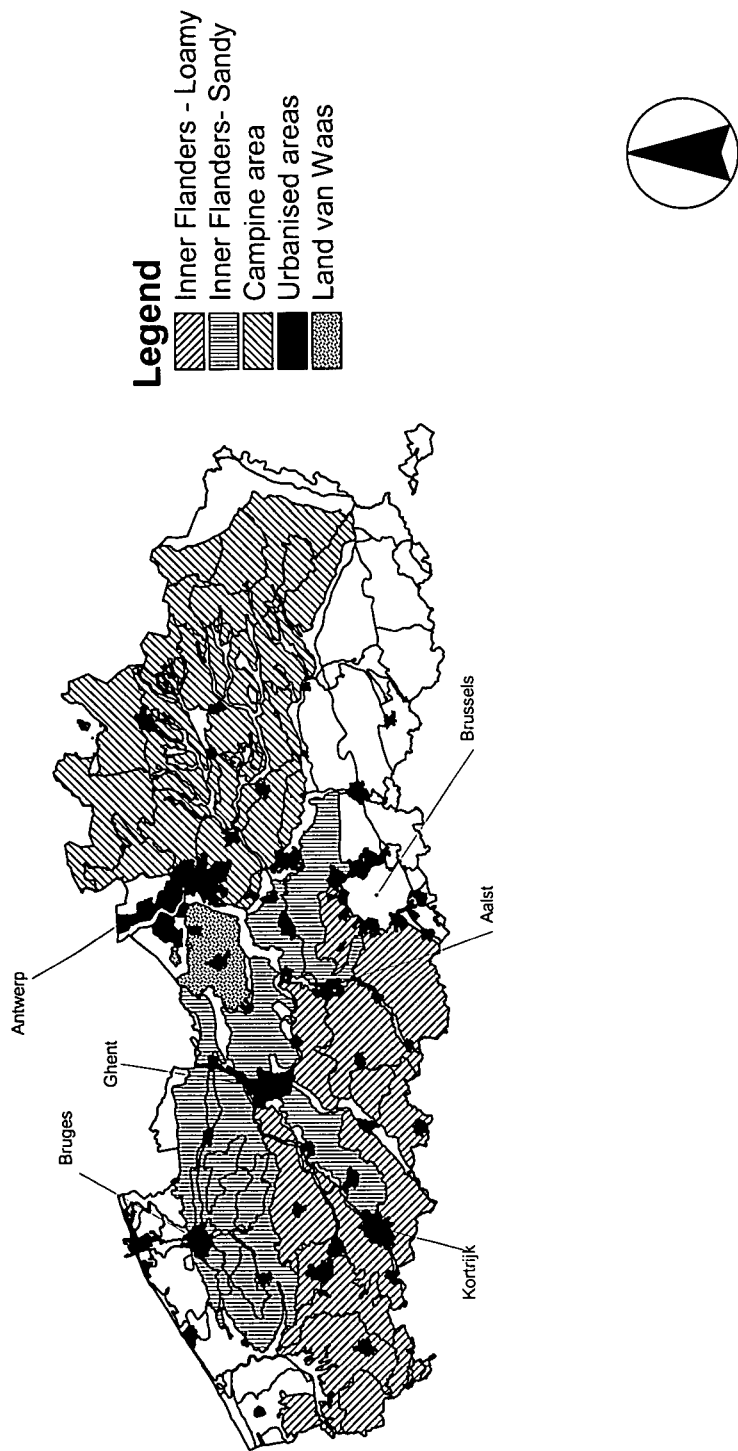 Legend
Inner Flanders - Loamy
Inner Flanders- Sandy
Campine area
Urbanised areas
Land van Waas
Antwerp
Ghent
Bruges
Brussels
Aalst
Kortrijk